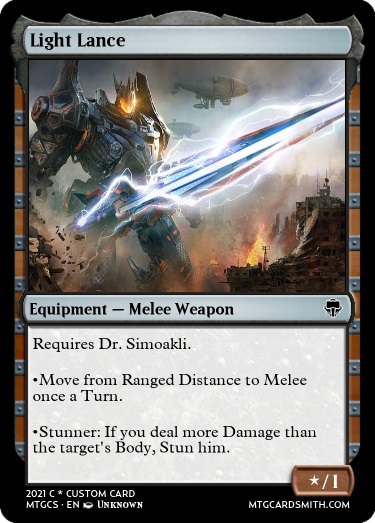 Light Lance
Equipment — Melee Weapon
Requires Dr. Simoakli.
•Move from Ranged Distance to Melee
once a Turn.
•Stunner: If you deal more Damage than
the target's Body, Stun him.
★/1
2021 C * CUSTOM CARD
MTGCS • EN Unknown
MTGCARDSMITH.COM